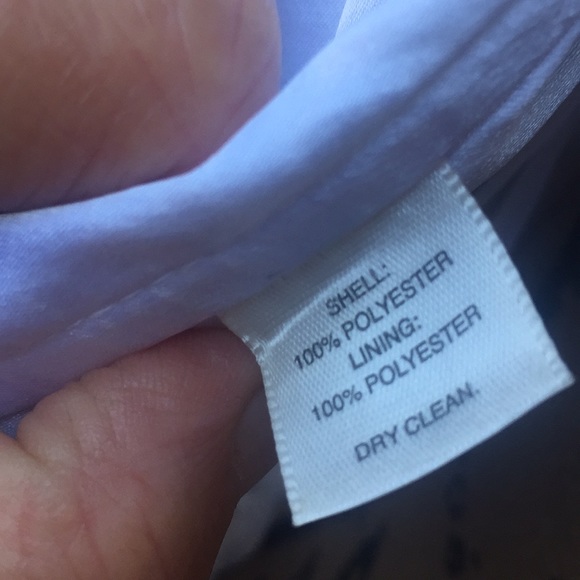 SHELL:
100% POLYESTER
LINING:
100% POLYESTER
DRY CLEAN.